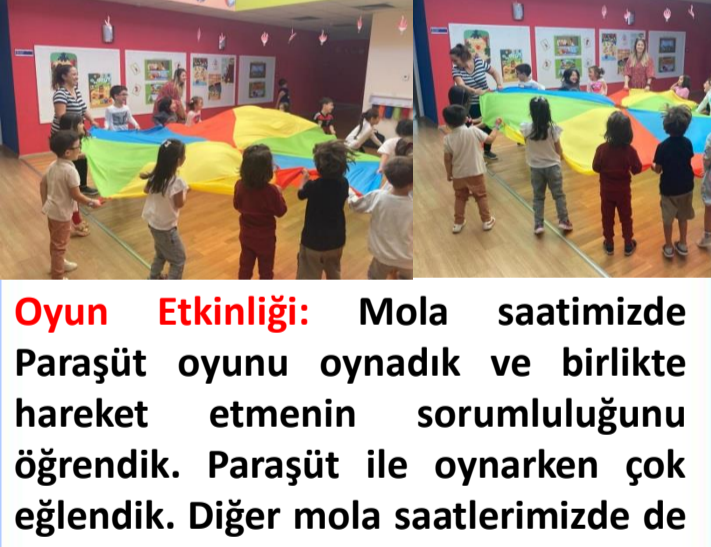 Oyun Etkinliği: Mola saatimizde
Paraşüt oyunu oynadık ve birlikte
hareket etmenin sorumluluğunu
öğrendik. Paraşüt ile oynarken çok
eğlendik. Diğer mola saatlerimizde de